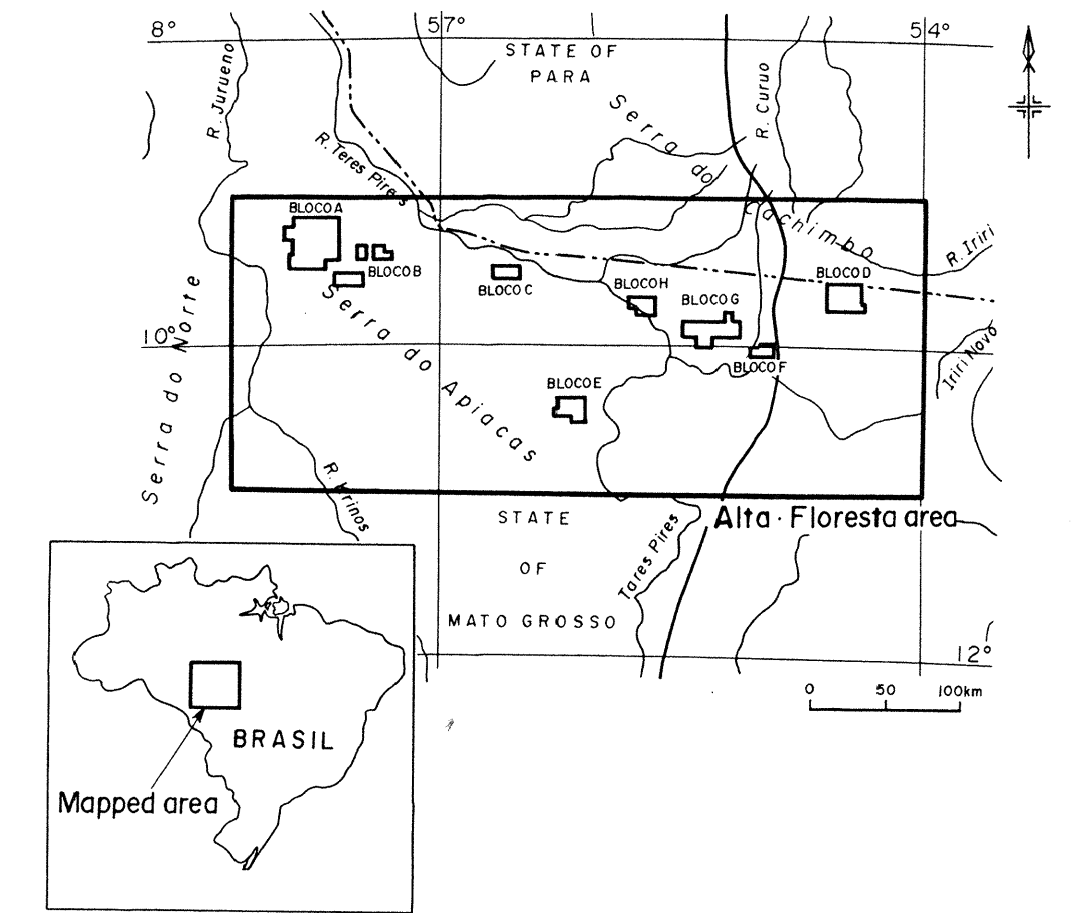 8°
57°
54°
STATE OF
PARA
R. Jurueno
R. Teres Pires
Serra do Cachimbo
R. Curuo
R. Iriri
Iriri Novo
BLOCO A
BLOCO B
BLOCO C
BLOCO H
BLOCO G
BLOCO D
BLOCO F
BLOCO E
10°
Serra do Norte
Serra do Apiacas
R. Arinos
STATE
OF
MATO GROSSO
Tares Pires
Alta · Floresta area
12°
0 50 100km
BRASIL
Mapped area